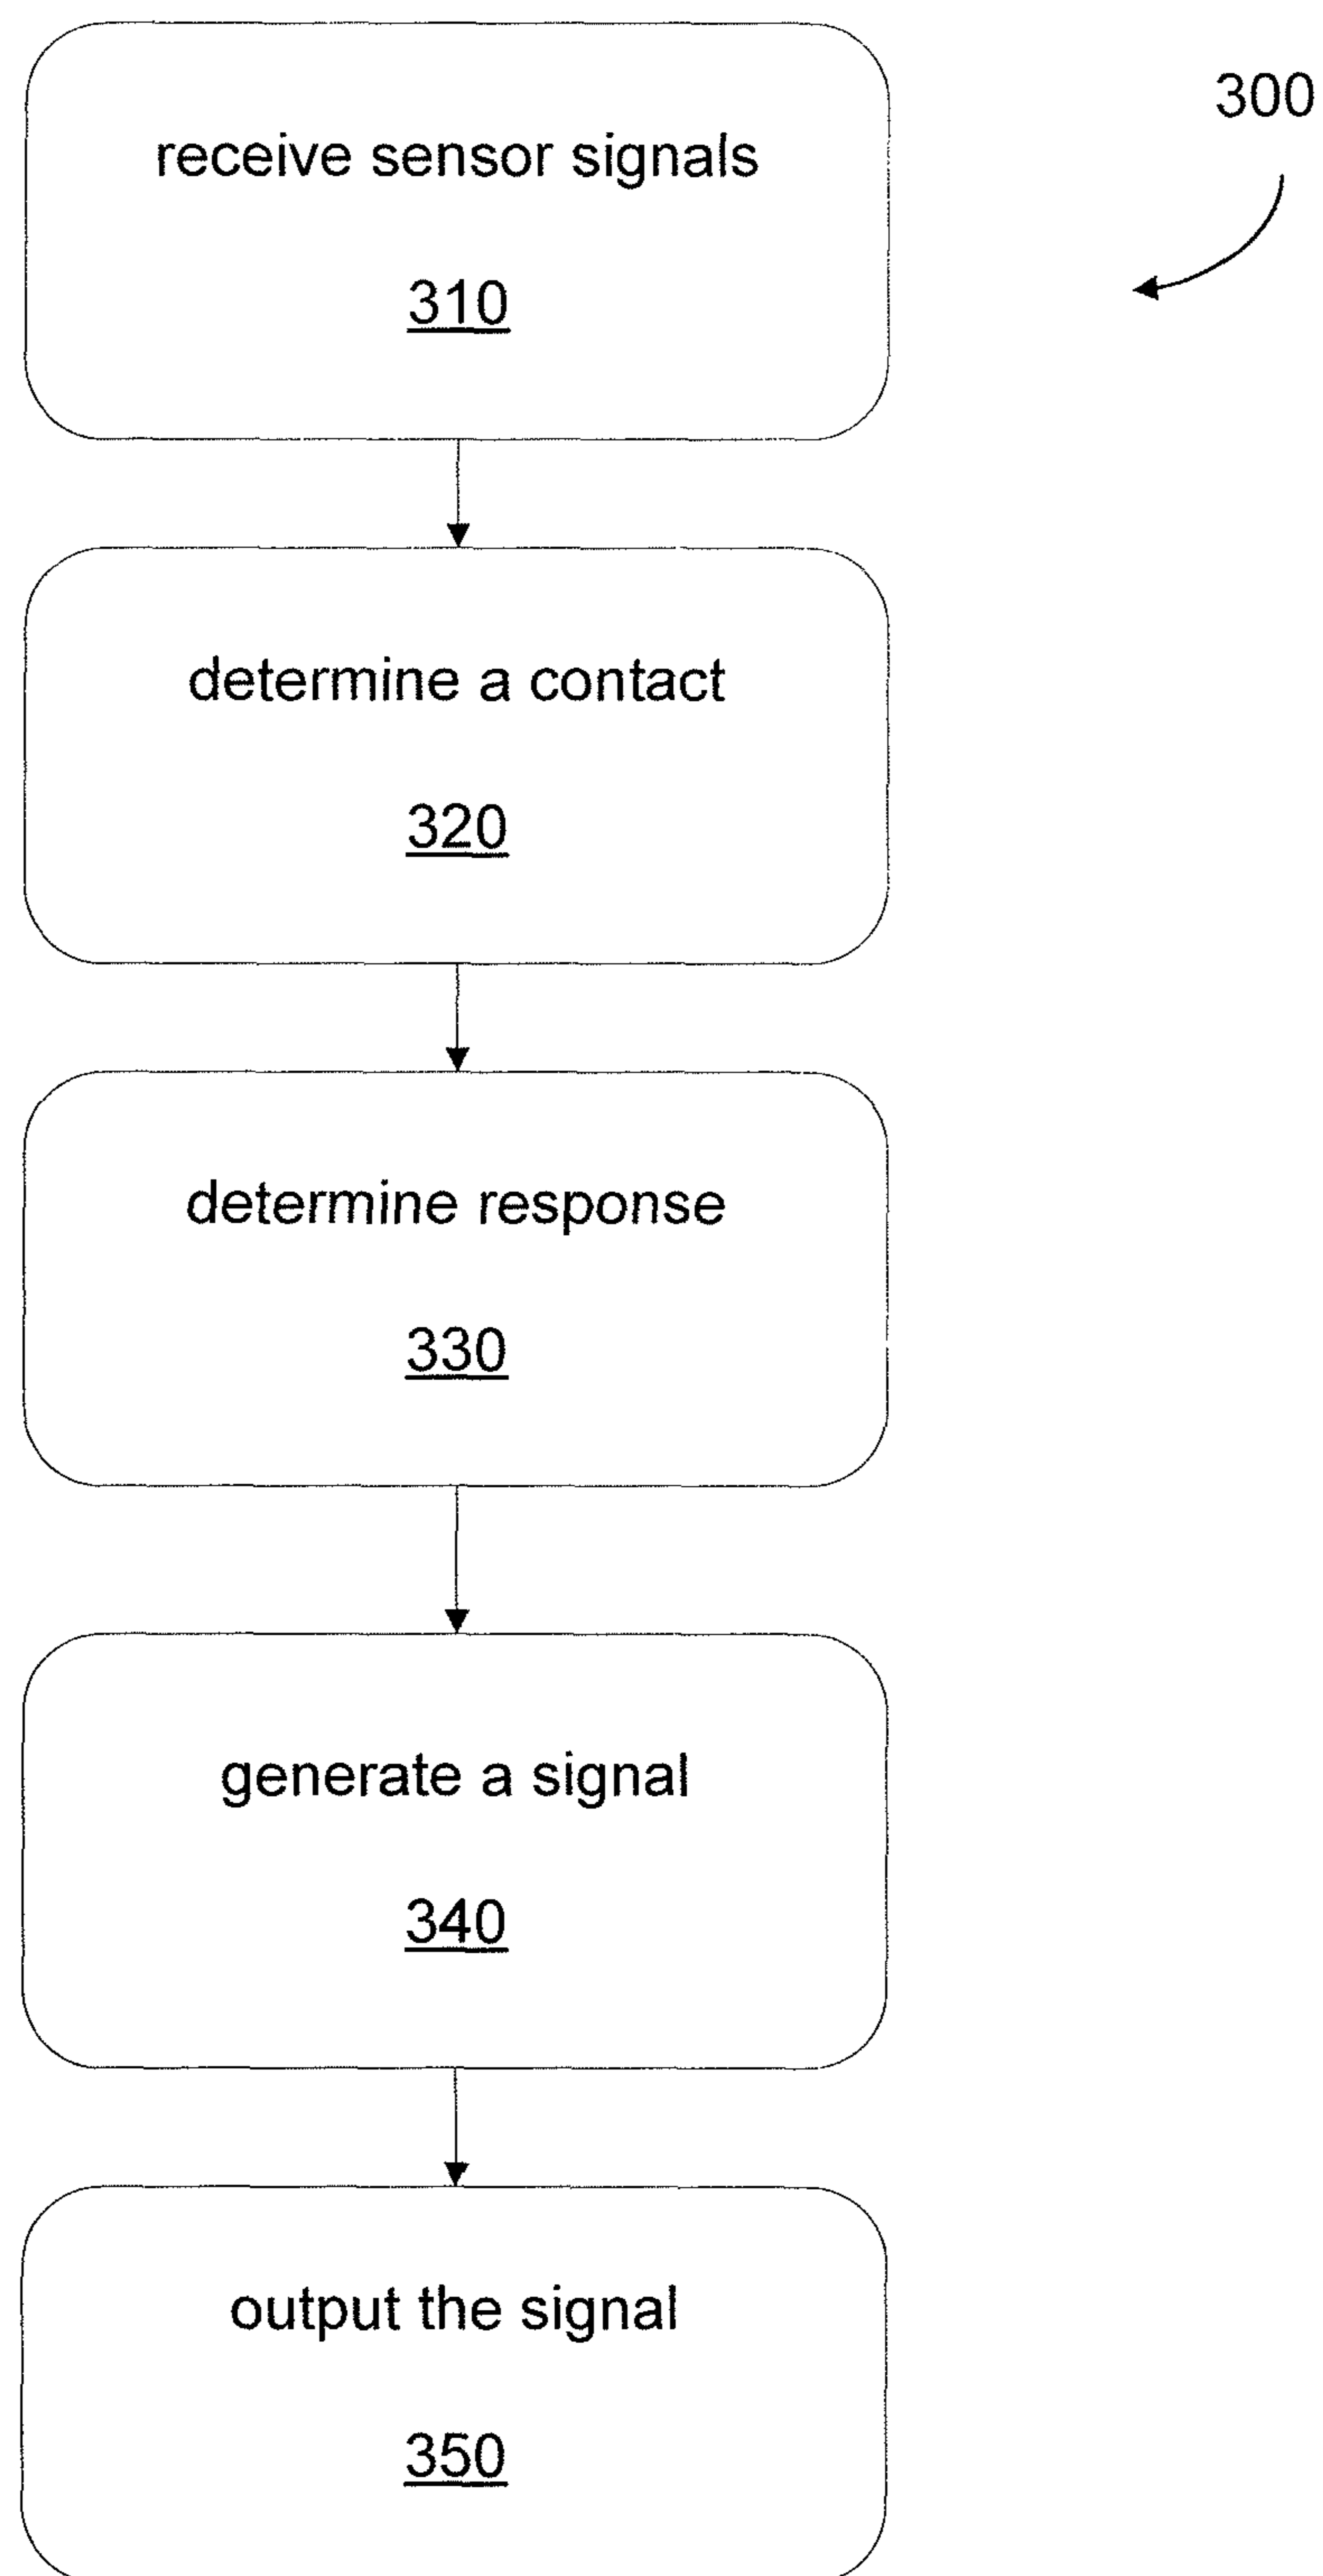 receive sensor signals
310
300
determine a contact
320
determine response
330
generate a signal
340
output the signal
350